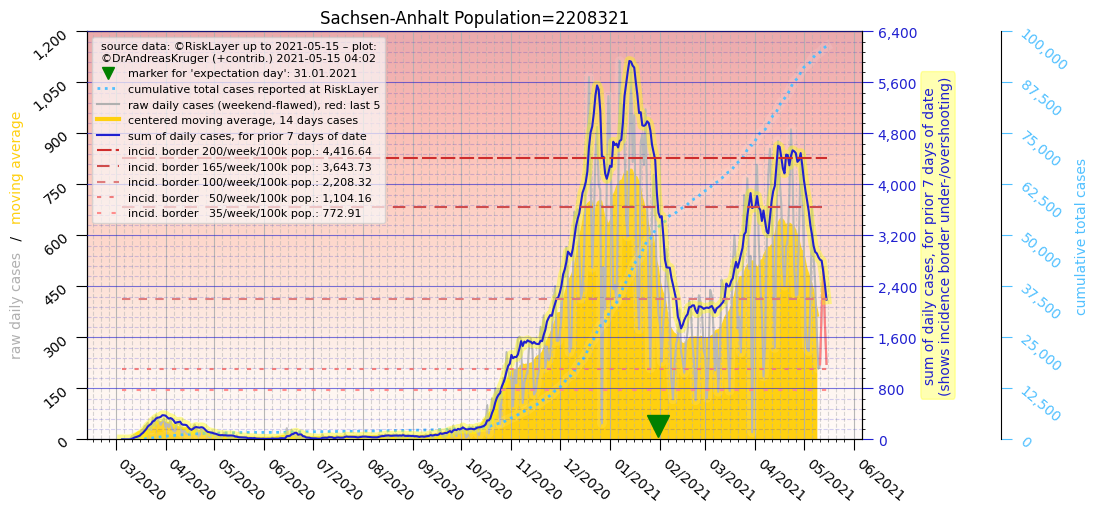 Sachsen-Anhalt Population=2208321
source data: ©RiskLayer up to 2021-05-15 – plot:
©DrAndreasKruger (+contrib.) 2021-05-15 04:02
marker for 'expectation day': 31.01.2021
cumulative total cases reported at RiskLayer
raw daily cases (weekend-flawed), red: last 5
centered moving average, 14 days cases
sum of daily cases, for prior 7 days of date
incid. border 200/week/100k pop.: 4,416.64
incid. border 165/week/100k pop.: 3,643.73
incid. border 100/week/100k pop.: 2,208.32
incid. border   50/week/100k pop.: 1,104.16
incid. border   35/week/100k pop.: 772.91
raw daily cases   /   moving average
1,200
1,050
900
750
600
450
300
150
0
03/2020
04/2020
05/2020
06/2020
07/2020
08/2020
09/2020
10/2020
11/2020
12/2020
01/2021
02/2021
03/2021
04/2021
05/2021
06/2021
6,400
5,600
4,800
4,000
3,200
2,400
1,600
800
0
sum of daily cases, for prior 7 days of date
(shows incidence border under-/overshooting)
100,000
87,500
75,000
62,500
50,000
37,500
25,000
12,500
0
cumulative total cases